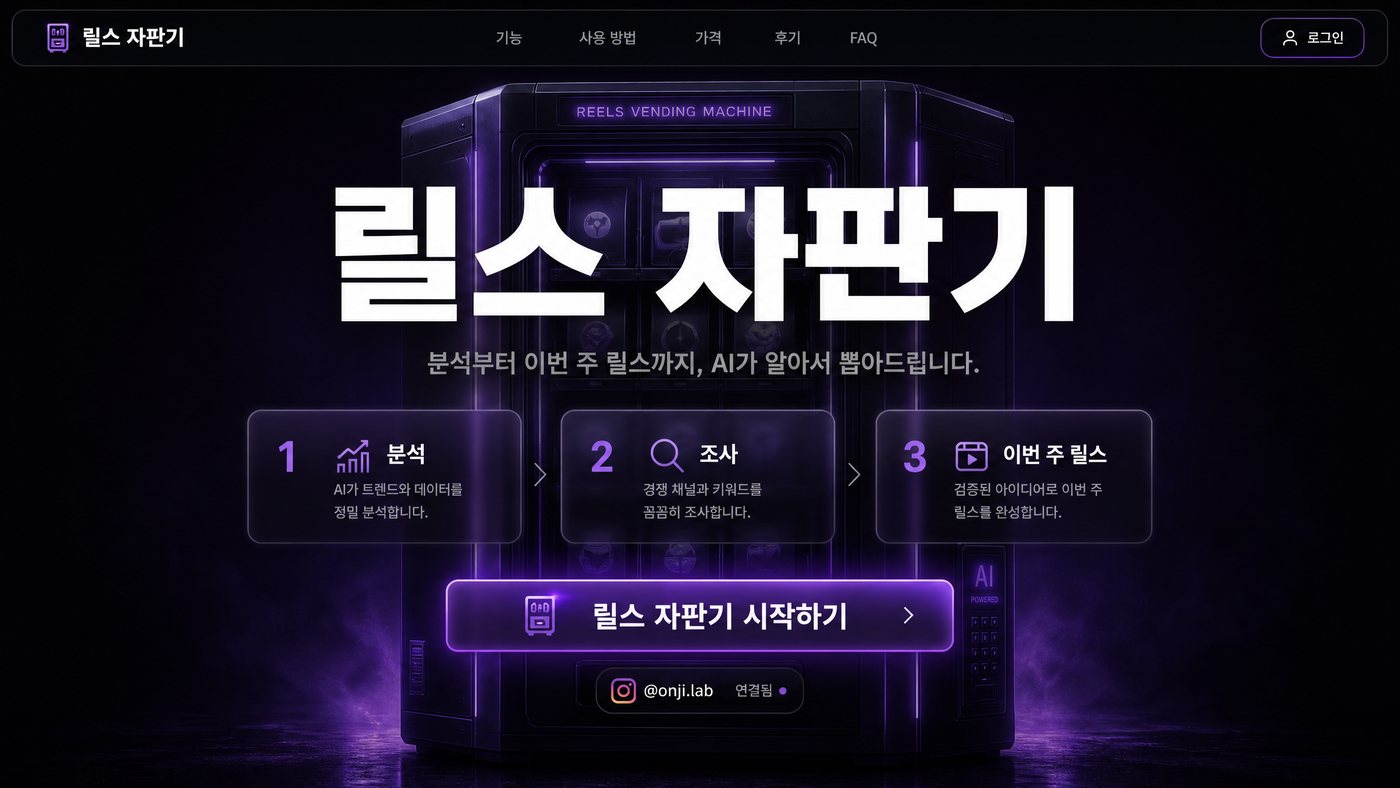 릴스 자판기
기능
사용 방법
가격
후기
FAQ
로그인
REELS VENDING MACHINE
릴스 자판기
분석부터 이번 주 릴스까지, AI가 알아서 뽑아드립니다.
1
분석
AI가 트렌드와 데이터를
정밀 분석합니다.
2
조사
경쟁 채널과 키워드를
꼼꼼히 조사합니다.
3
이번 주 릴스
검증된 아이디어로 이번 주
릴스를 완성합니다.
AI
POWERED
릴스 자판기 시작하기
@onji.lab
연결됨